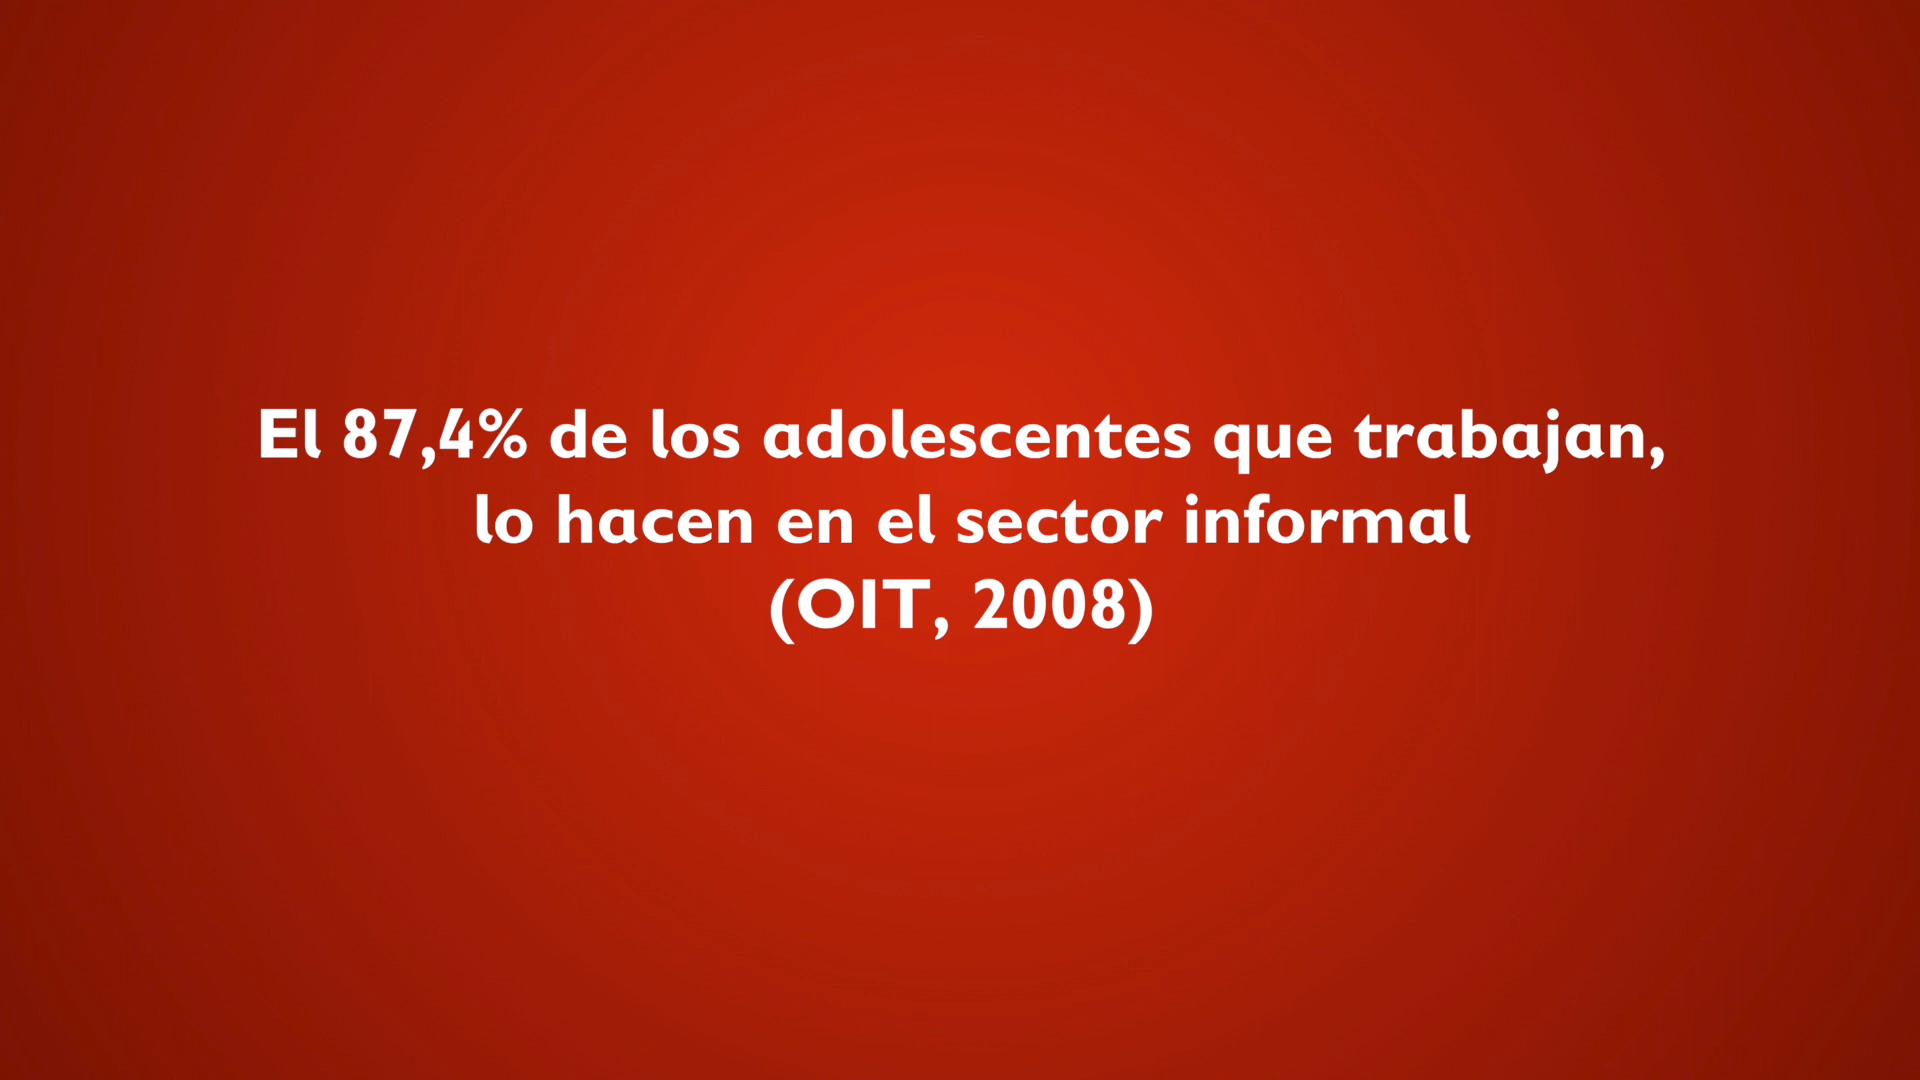 El 87,4% de los adolescentes que trabajan,
lo hacen en el sector informal
(OIT, 2008)